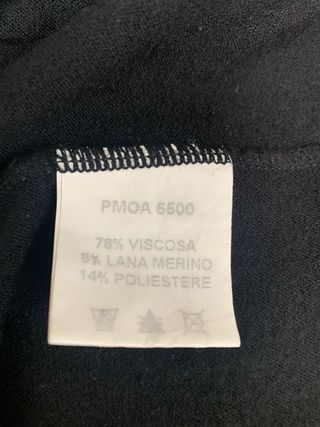 PMOA 5500
78% VISCOSA
8% LANA MERINO
14% POLIESTERE